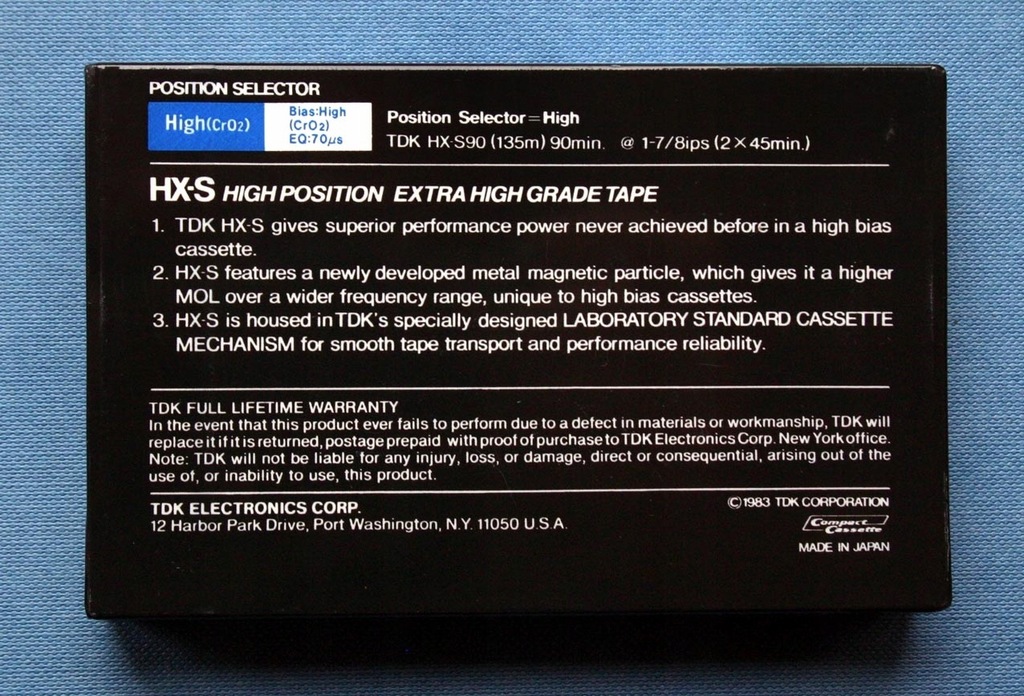 POSITION SELECTOR
High(CrO2)
Bias:High
(CrO2)
EQ:70μs
Position Selector=High
TDK HX-S90 (135m) 90min. @ 1-7/8ips (2×45min.)
HX-S HIGH POSITION EXTRA HIGH GRADE TAPE
1. TDK HX-S gives superior performance power never achieved before in a high bias
cassette.
2. HX-S features a newly developed metal magnetic particle, which gives it a higher
MOL over a wider frequency range, unique to high bias cassettes.
3. HX-S is housed in TDK's specially designed LABORATORY STANDARD CASSETTE
MECHANISM for smooth tape transport and performance reliability.
TDK FULL LIFETIME WARRANTY
In the event that this product ever fails to perform due to a defect in materials or workmanship, TDK will
replace it if it is returned, postage prepaid with proof of purchase to TDK Electronics Corp. New York office.
Note: TDK will not be liable for any injury, loss, or damage, direct or consequential, arising out of the
use of, or inability to use, this product.
TDK ELECTRONICS CORP.
12 Harbor Park Drive, Port Washington, N.Y. 11050 U.S.A.
©1983 TDK CORPORATION
Compact
Cassette
MADE IN JAPAN